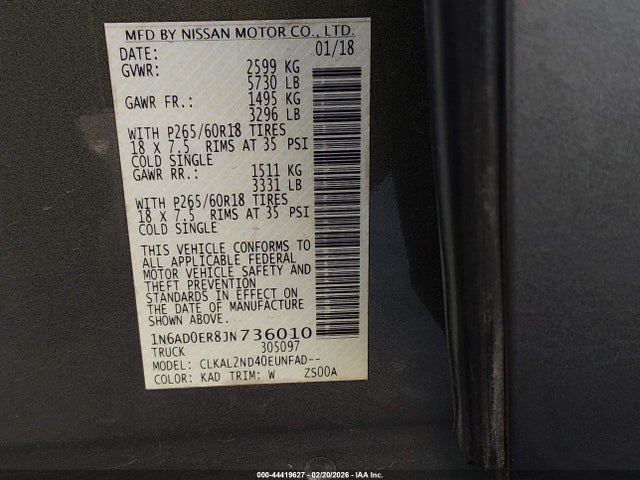 MFD BY NISSAN MOTOR CO., LTD.
DATE: 01/18
GVWR: 2599 KG
5730 LB
GAWR FR.: 1495 KG
3296 LB
WITH P265/60R18 TIRES
18 X 7.5 RIMS AT 35 PSI
COLD SINGLE
GAWR RR.: 1511 KG
3331 LB
WITH P265/60R18 TIRES
18 X 7.5 RIMS AT 35 PSI
COLD SINGLE
THIS VEHICLE CONFORMS TO
ALL APPLICABLE FEDERAL
MOTOR VEHICLE SAFETY AND
THEFT PREVENTION
STANDARDS IN EFFECT ON
THE DATE OF MANUFACTURE
SHOWN ABOVE.
1N6AD0ER8JN736010
TRUCK 305097
MODEL: CLKAL2ND40EUNFAD--
COLOR: KAD TRIM: W ZS00A
000-44419627 - 02/20/2026 - IAA Inc.